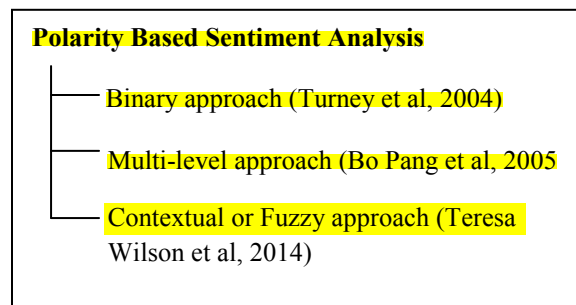 Polarity Based Sentiment Analysis
Binary approach (Turney et al, 2004)
Multi-level approach (Bo Pang et al, 2005
Contextual or Fuzzy approach (Teresa
Wilson et al, 2014)